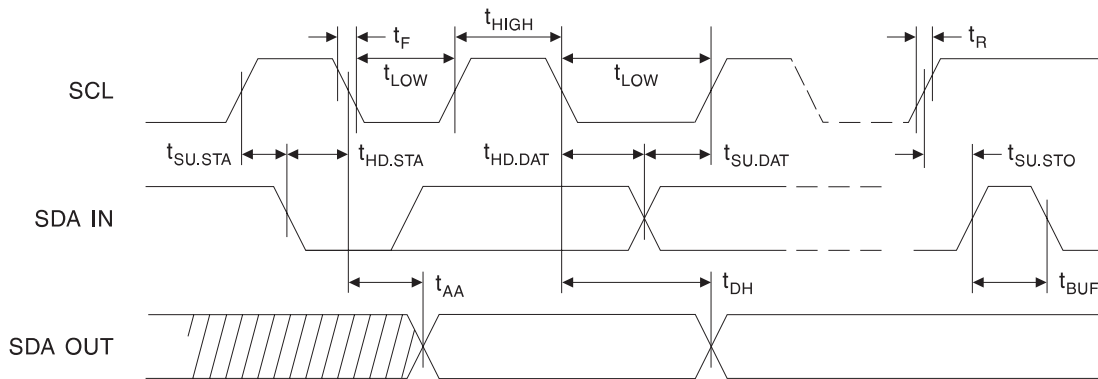 tF
tHIGH
tR
tLOW
tLOW
SCL
tSU.STA
tHD.STA
tHD.DAT
tSU.DAT
tSU.STO
SDA IN
tAA
tDH
tBUF
SDA OUT